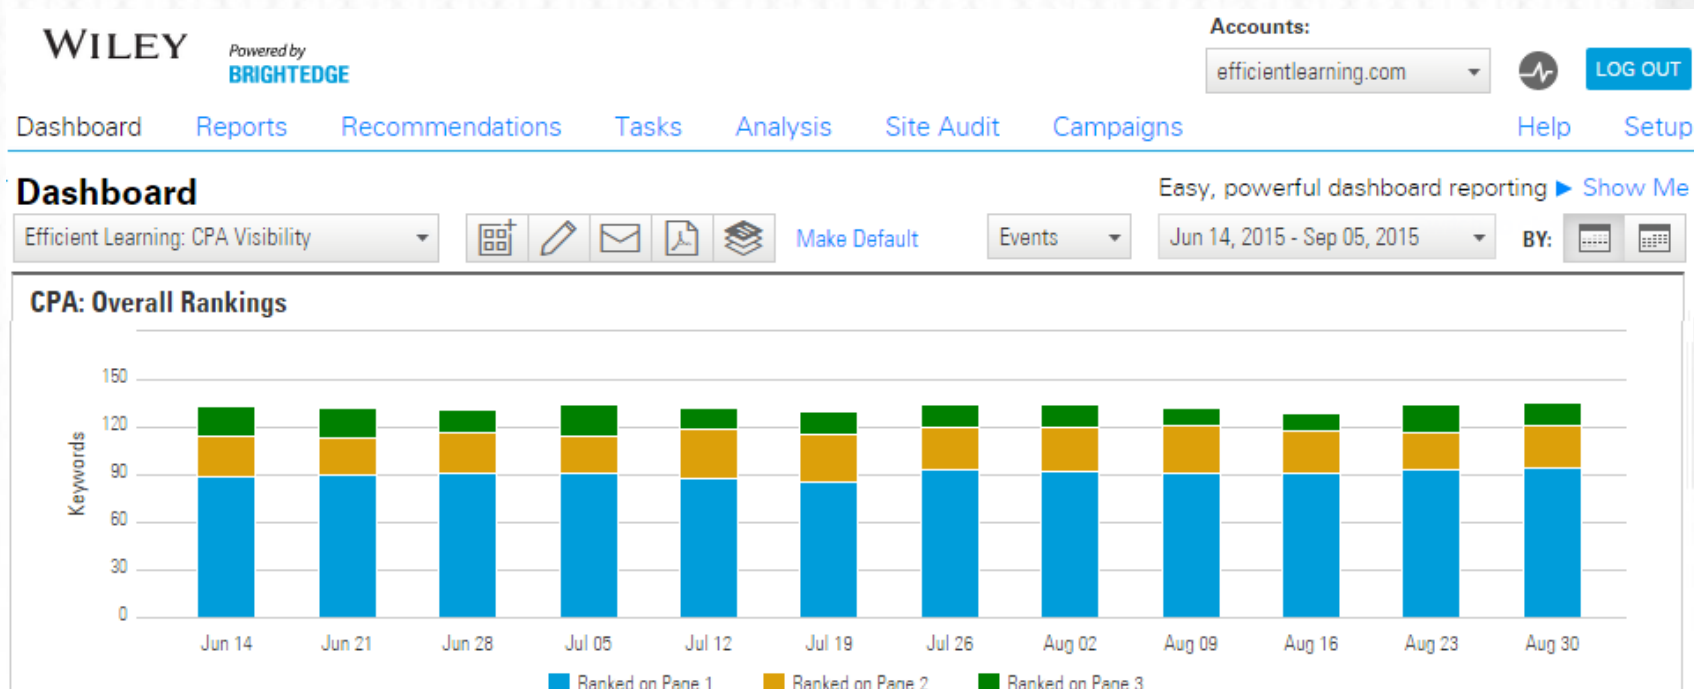 Accounts:
WILEY
Powered by
BRIGHTEDGE
efficientlearning.com
LOG OUT
Dashboard Reports Recommendations Tasks Analysis Site Audit Campaigns Help Setup
Dashboard
Easy, powerful dashboard reporting ▶ Show Me
Efficient Learning: CPA Visibility
Make Default
Events
Jun 14, 2015 - Sep 05, 2015
BY:
CPA: Overall Rankings
Keywords
150
120
90
60
30
0
Jun 14 Jun 21 Jun 28 Jul 05 Jul 12 Jul 19 Jul 26 Aug 02 Aug 09 Aug 16 Aug 23 Aug 30
Ranked on Page 1 Ranked on Page 2 Ranked on Page 3